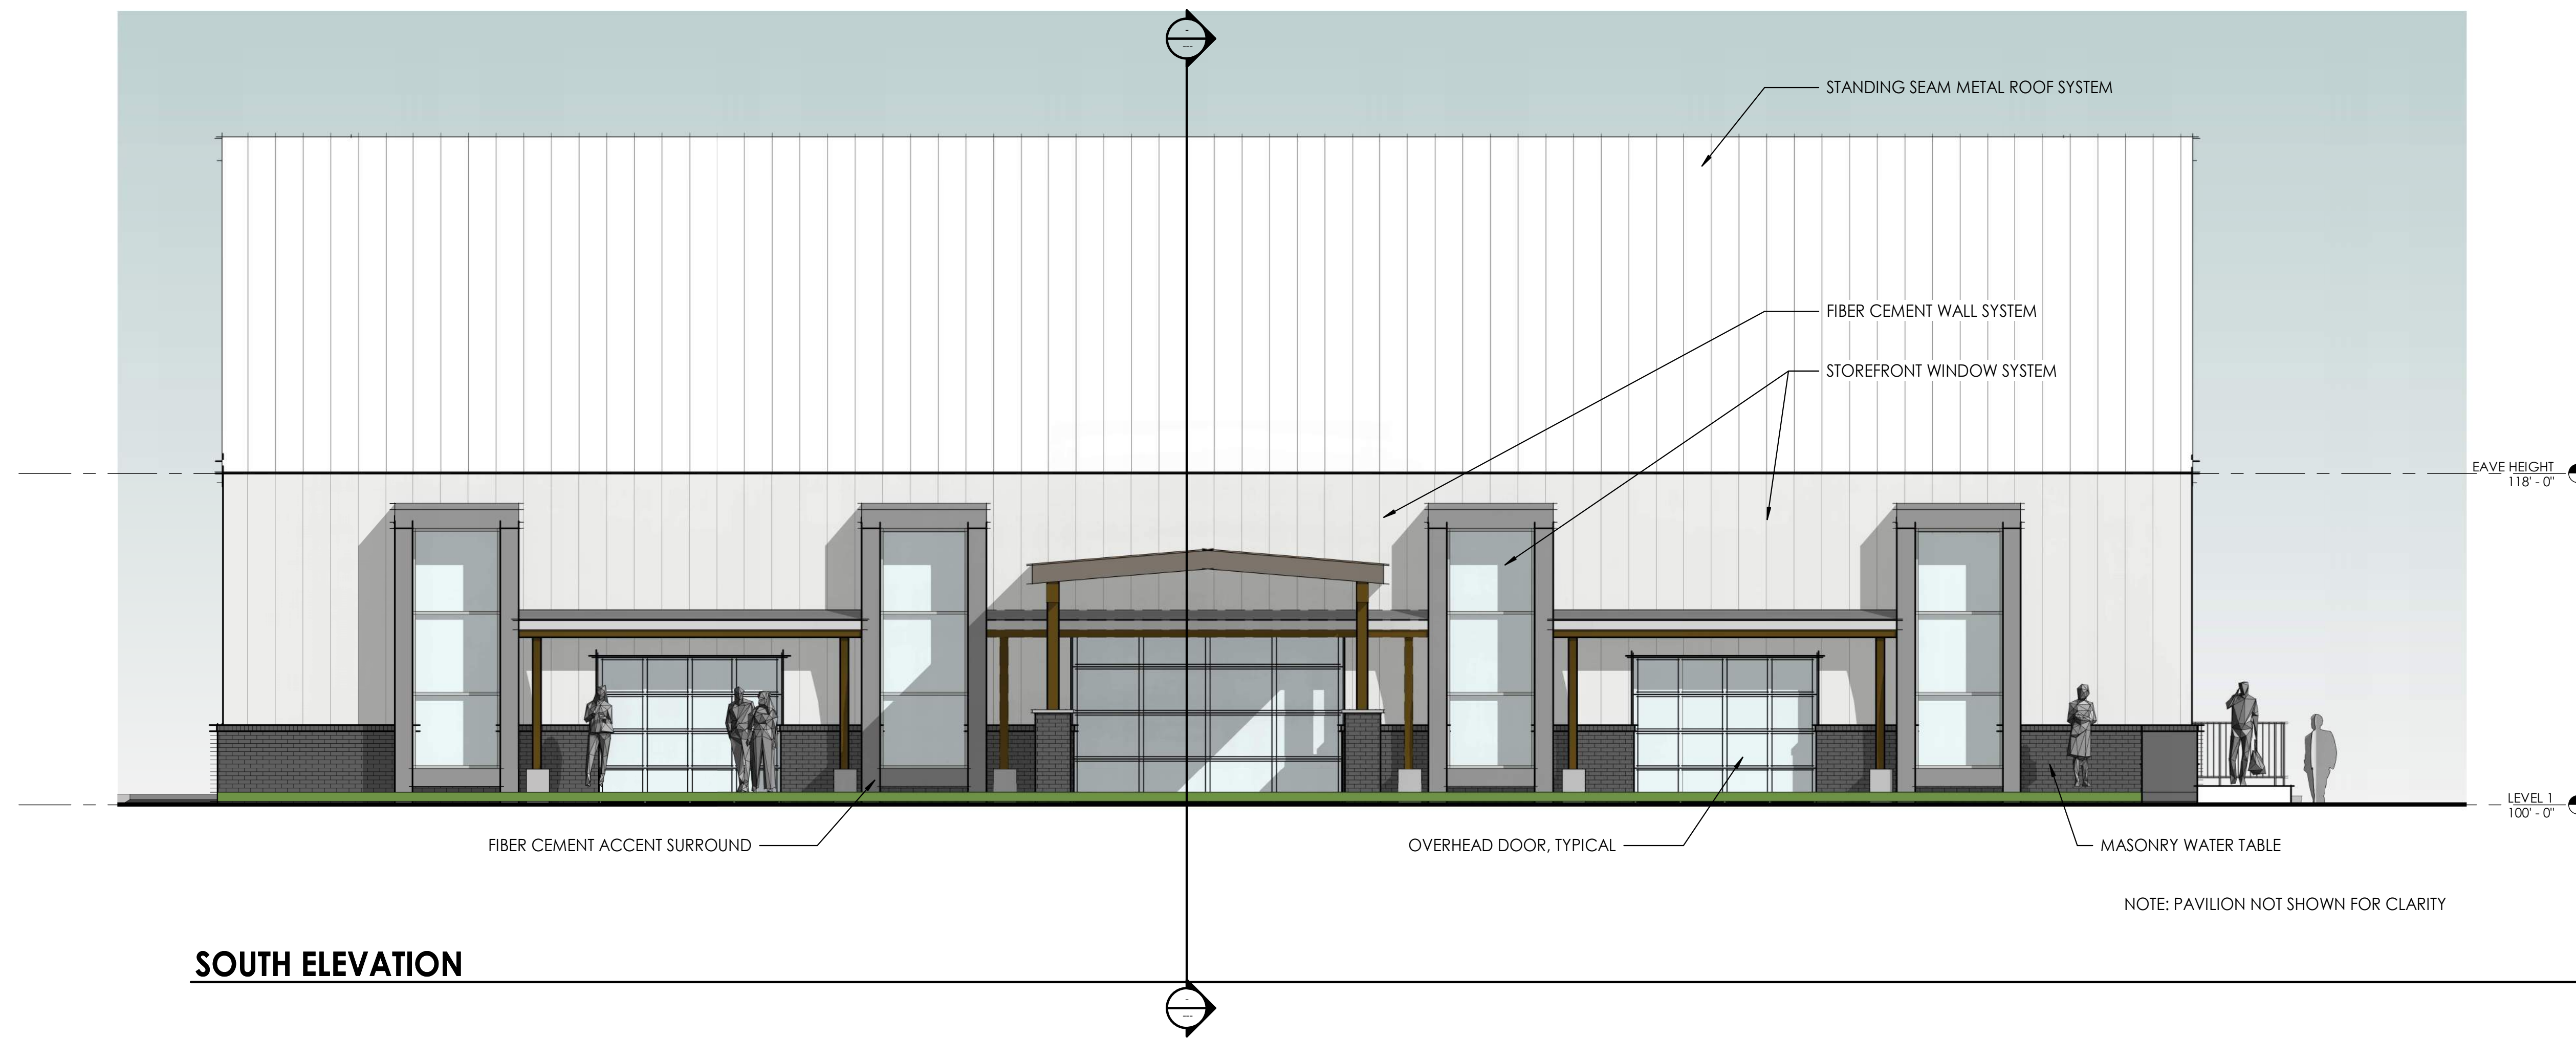 STANDING SEAM METAL ROOF SYSTEM
FIBER CEMENT WALL SYSTEM
STOREFRONT WINDOW SYSTEM
EAVE HEIGHT
118' - 0"
LEVEL 1
100' - 0"
FIBER CEMENT ACCENT SURROUND
OVERHEAD DOOR, TYPICAL
MASONRY WATER TABLE
NOTE: PAVILION NOT SHOWN FOR CLARITY
SOUTH ELEVATION